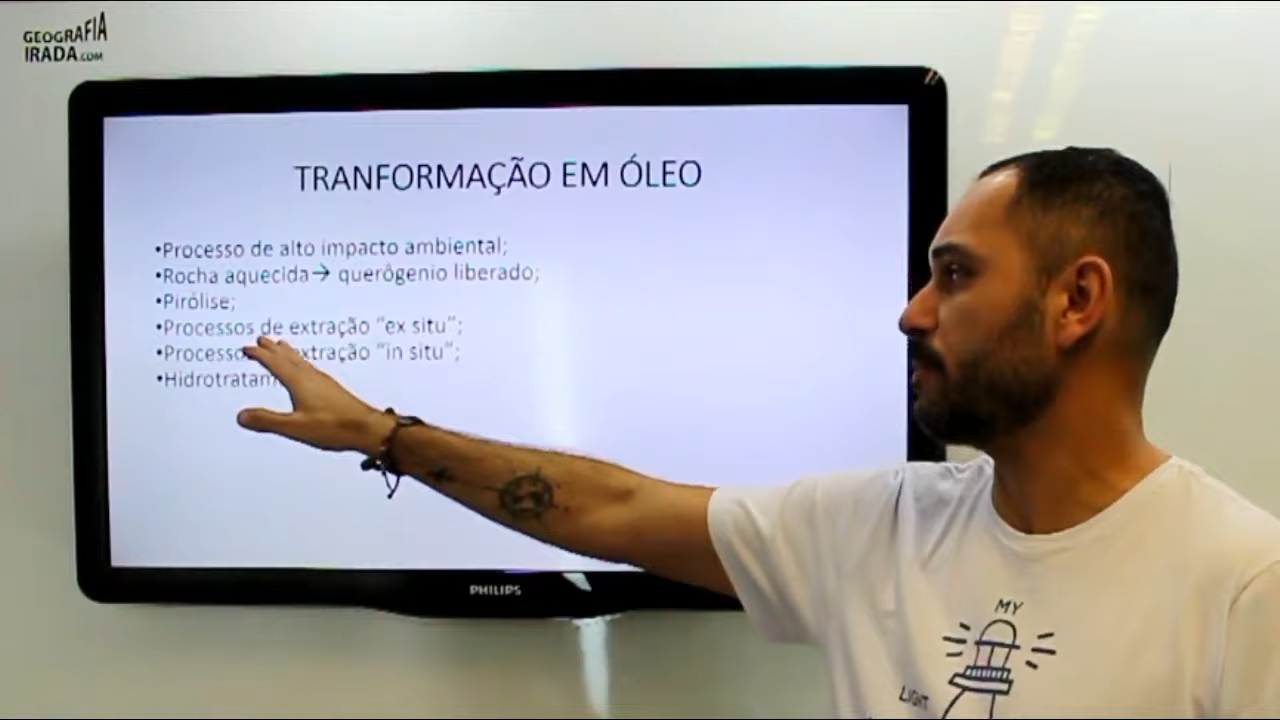 GEOGRAFIA
IRADA.COM
TRANFORMAÇÃO EM ÓLEO
•Processo de alto impacto ambiental;
•Rocha aquecida→ querôgenio liberado;
•Pirólise;
•Processos de extração “ex situ”;
•Processo extração “in situ”;
•Hidrotratam
PHILIPS
MY
LIGHT